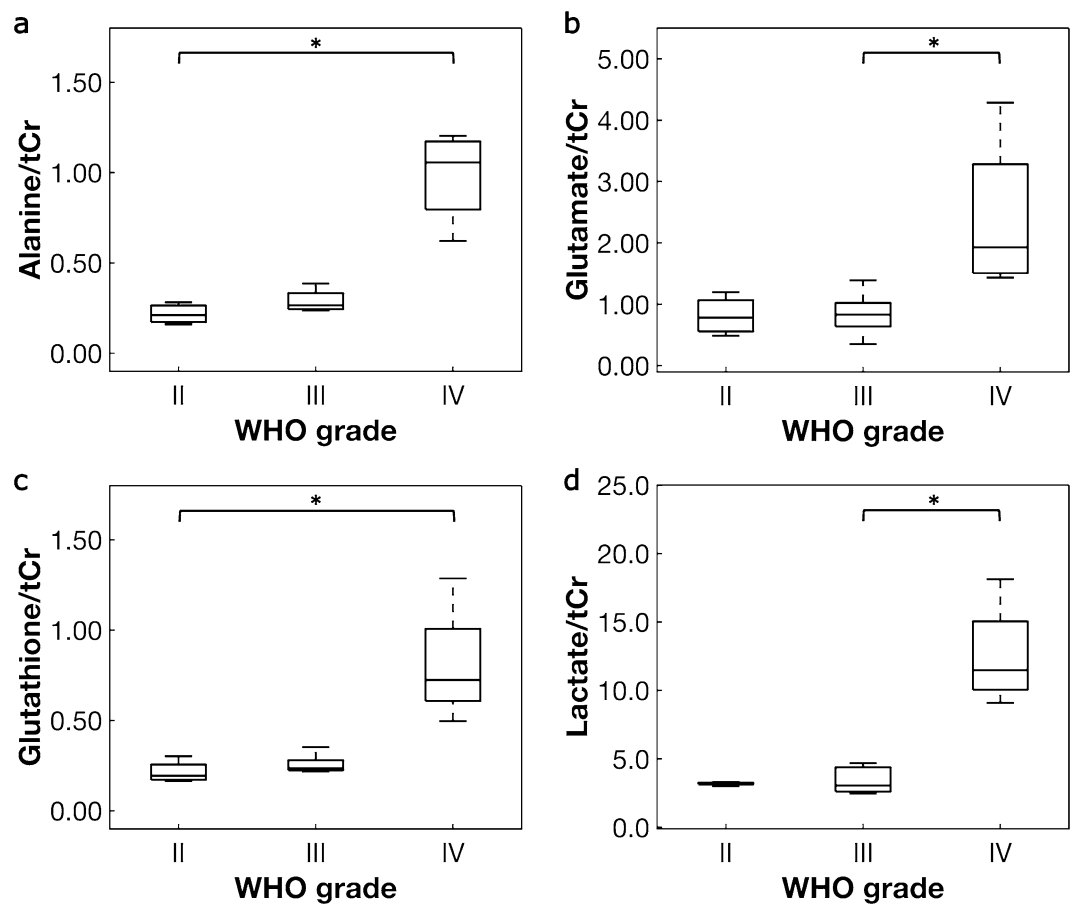 a
*
Alanine/tCr
1.50
1.00
0.50
0.00
II III IV
WHO grade
b
*
Glutamate/tCr
5.00
4.00
3.00
2.00
1.00
0.00
II III IV
WHO grade
c
*
Glutathione/tCr
1.50
1.00
0.50
0.00
II III IV
WHO grade
d
*
Lactate/tCr
25.0
20.0
15.0
10.0
5.0
0.0
II III IV
WHO grade